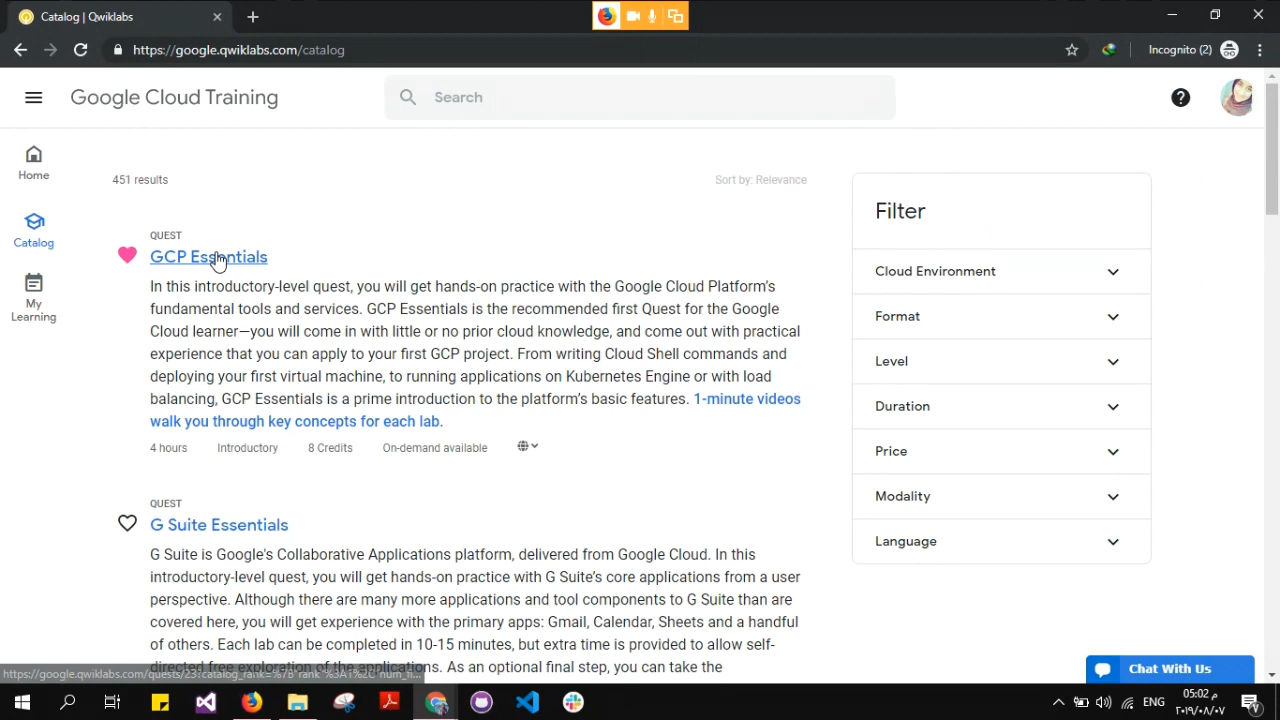 Catalog | Qwiklabs
https://google.qwiklabs.com/catalog
Incognito (2)
Google Cloud Training
Search
Home
Catalog
My
Learning
451 results
Sort by: Relevance
QUEST
GCP Essentials
In this introductory-level quest, you will get hands-on practice with the Google Cloud Platform's
fundamental tools and services. GCP Essentials is the recommended first Quest for the Google
Cloud learner—you will come in with little or no prior cloud knowledge, and come out with practical
experience that you can apply to your first GCP project. From writing Cloud Shell commands and
deploying your first virtual machine, to running applications on Kubernetes Engine or with load
balancing, GCP Essentials is a prime introduction to the platform's basic features. 1-minute videos
walk you through key concepts for each lab.
4 hours Introductory 8 Credits On-demand available
QUEST
G Suite Essentials
G Suite is Google's Collaborative Applications platform, delivered from Google Cloud. In this
introductory-level quest, you will get hands-on practice with G Suite's core applications from a user
perspective. Although there are many more applications and tool components to G Suite than are
covered here, you will get experience with the primary apps: Gmail, Calendar, Sheets and a handful
of others. Each lab can be completed in 10-15 minutes, but extra time is provided to allow self-
directed free exploration of the applications. As an optional final step, you can take the
Filter
Cloud Environment
Format
Level
Duration
Price
Modality
Language
Chat With Us
ENG
05:02 م
٢٠١٩/٠٨/٠٧